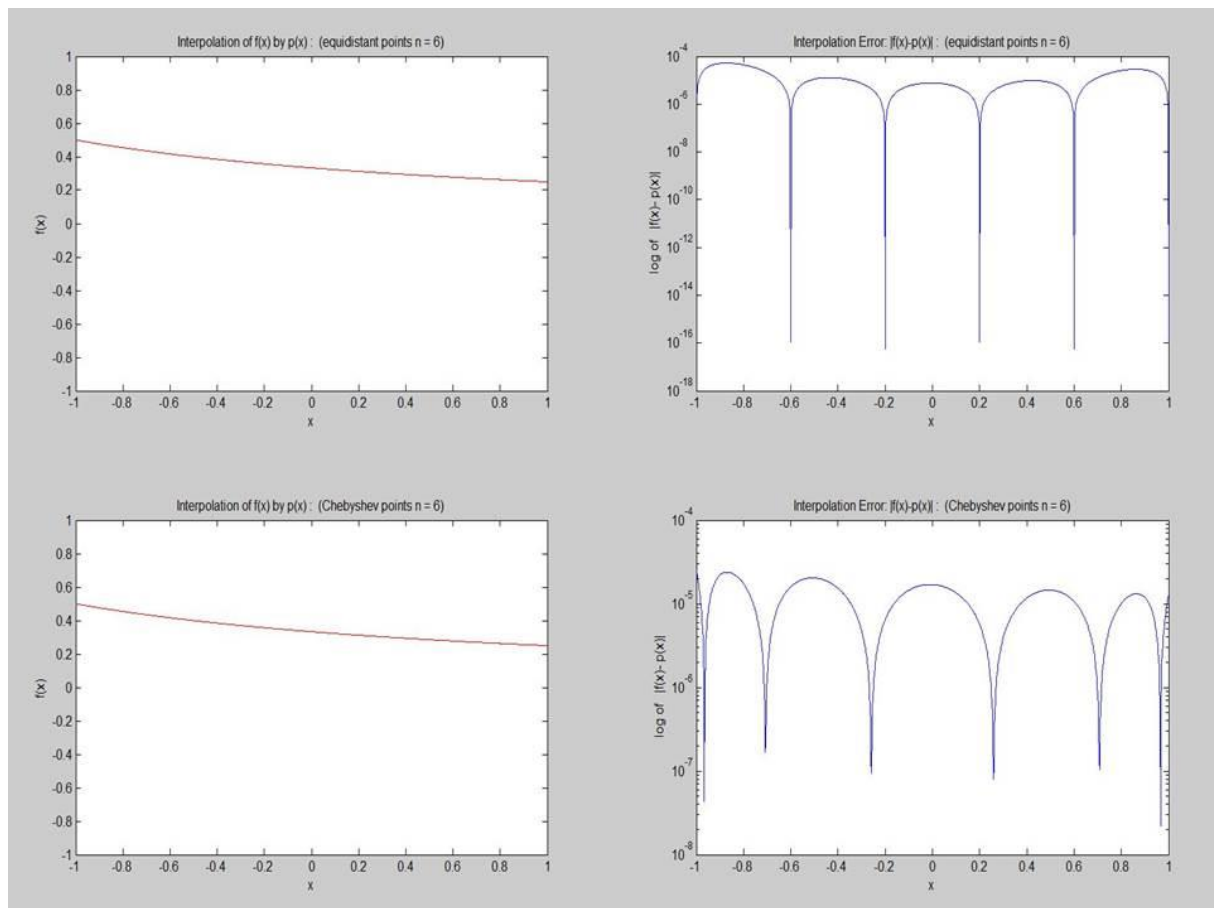 Interpolation of f(x) by p(x) : (equidistant points n = 6)
1
0.8
0.6
0.4
0.2
0
-0.2
-0.4
-0.6
-0.8
-1
f(x)
-1 -0.8 -0.6 -0.4 -0.2 0 0.2 0.4 0.6 0.8 1
x
Interpolation Error: |f(x)-p(x)| : (equidistant points n = 6)
10^-4
10^-6
10^-8
10^-10
10^-12
10^-14
10^-16
10^-18
log of |f(x)- p(x)|
-1 -0.8 -0.6 -0.4 -0.2 0 0.2 0.4 0.6 0.8 1
x
Interpolation of f(x) by p(x) : (Chebyshev points n = 6)
1
0.8
0.6
0.4
0.2
0
-0.2
-0.4
-0.6
-0.8
-1
f(x)
-1 -0.8 -0.6 -0.4 -0.2 0 0.2 0.4 0.6 0.8 1
x
Interpolation Error: |f(x)-p(x)| : (Chebyshev points n = 6)
10^-4
10^-5
10^-6
10^-7
10^-8
log of |f(x)- p(x)|
-1 -0.8 -0.6 -0.4 -0.2 0 0.2 0.4 0.6 0.8 1
x